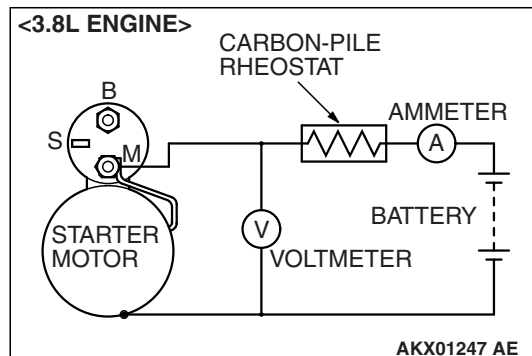 <3.8L ENGINE>
CARBON-PILE
RHEOSTAT
B
AMMETER
S
M
A
BATTERY
STARTER
MOTOR
V
VOLTMETER
AKX01247 AE